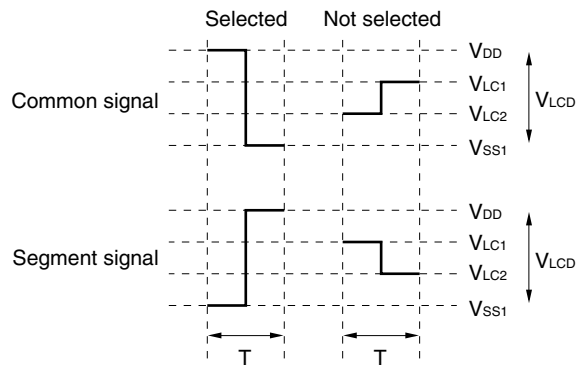 Selected Not selected
VDD
VLC1
Common signal
VLCD
VLC2
VSS1
VDD
VLC1
Segment signal
VLCD
VLC2
VSS1
T T